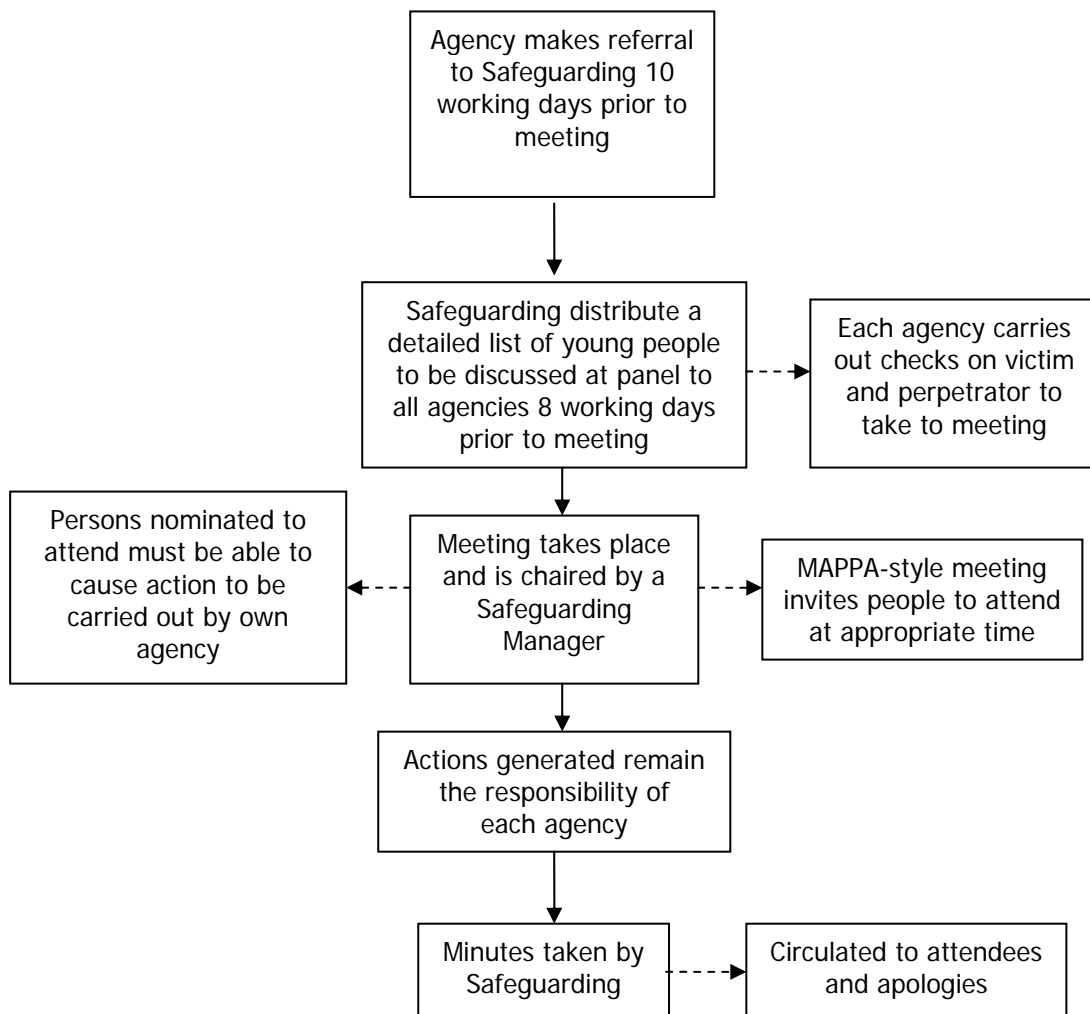 Agency makes referral
to Safeguarding 10
working days prior to
meeting
Safeguarding distribute a
detailed list of young people
to be discussed at panel to
all agencies 8 working days
prior to meeting
Each agency carries
out checks on victim
and perpetrator to
take to meeting
Persons nominated to
attend must be able to
cause action to be
carried out by own
agency
Meeting takes place
and is chaired by a
Safeguarding
Manager
MAPPA-style meeting
invites people to attend
at appropriate time
Actions generated remain
the responsibility of
each agency
Minutes taken by
Safeguarding
Circulated to attendees
and apologies